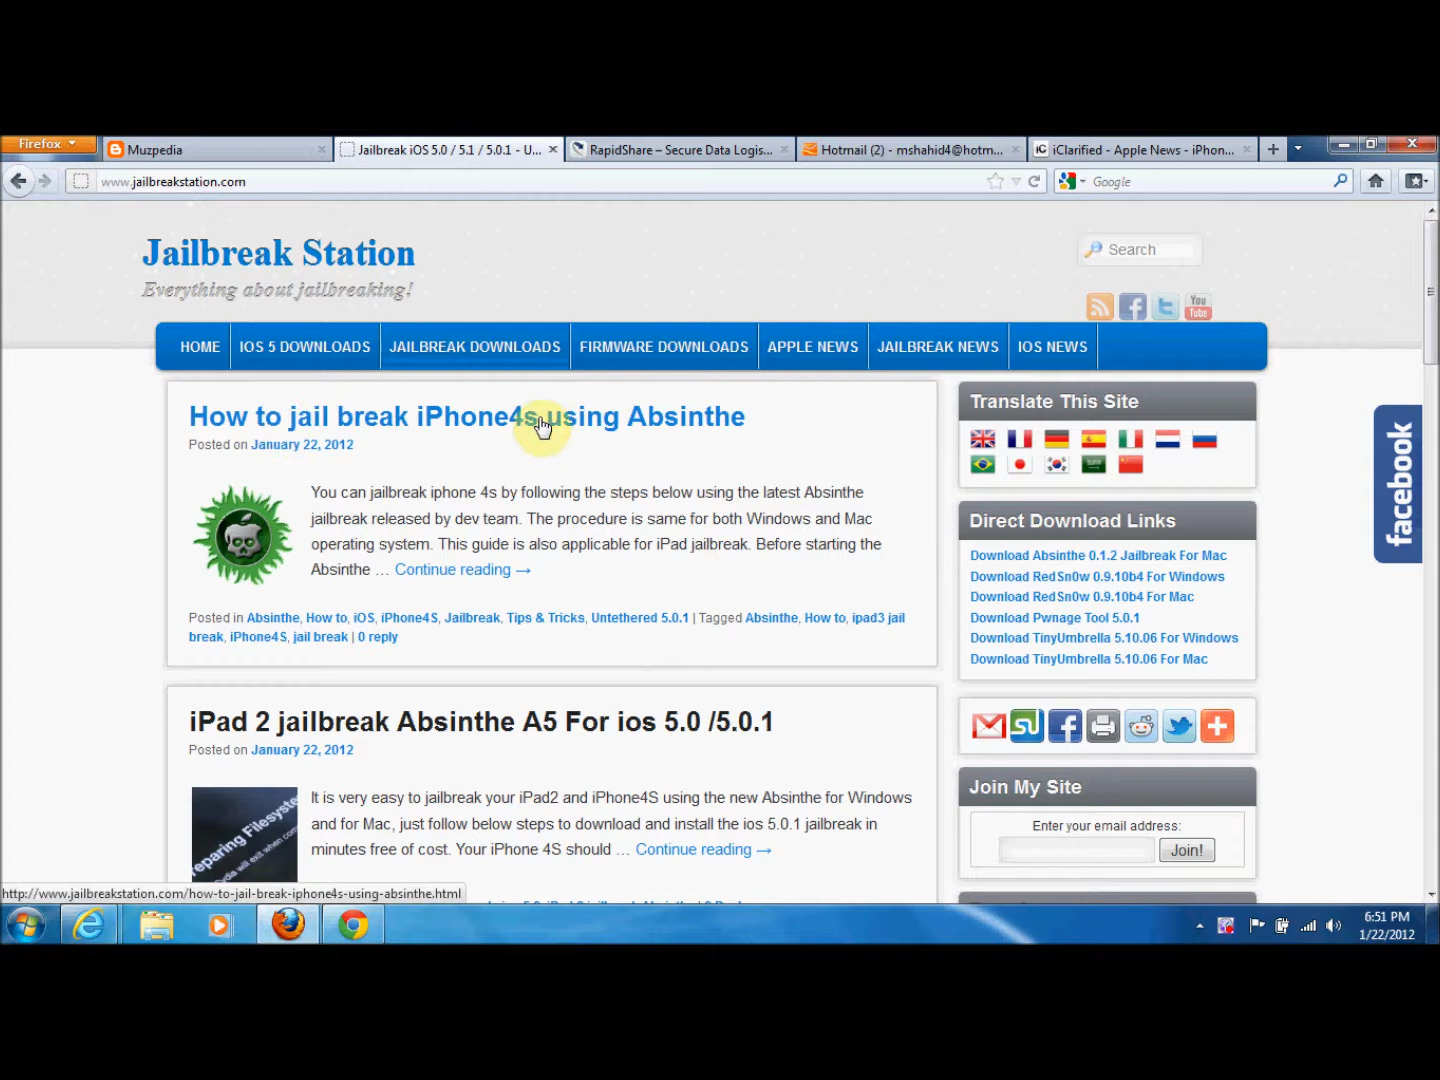 Firefox
Muzpedia
Jailbreak iOS 5.0 / 5.1 / 5.0.1 - U...
RapidShare – Secure Data Logis...
Hotmail (2) - mshahid4@hotm...
iC iClarified - Apple News - iPhon...
www.jailbreakstation.com
Google
Jailbreak Station
Everything about jailbreaking!
Search
You Tube
HOME
IOS 5 DOWNLOADS
JAILBREAK DOWNLOADS
FIRMWARE DOWNLOADS
APPLE NEWS
JAILBREAK NEWS
IOS NEWS
How to jail break iPhone4s using Absinthe
Posted on January 22, 2012
You can jailbreak iphone 4s by following the steps below using the latest Absinthe
jailbreak released by dev team. The procedure is same for both Windows and Mac
operating system. This guide is also applicable for iPad jailbreak. Before starting the
Absinthe … Continue reading →
Posted in Absinthe, How to, iOS, iPhone4S, Jailbreak, Tips & Tricks, Untethered 5.0.1 | Tagged Absinthe, How to, ipad3 jail
break, iPhone4S, jail break | 0 reply
iPad 2 jailbreak Absinthe A5 For ios 5.0 /5.0.1
Posted on January 22, 2012
reparing Filesyste
It is very easy to jailbreak your iPad2 and iPhone4S using the new Absinthe for Windows
and for Mac, just follow below steps to download and install the ios 5.0.1 jailbreak in
minutes free of cost. Your iPhone 4S should … Continue reading →
Translate This Site
Direct Download Links
Download Absinthe 0.1.2 Jailbreak For Mac
Download RedSn0w 0.9.10b4 For Windows
Download RedSn0w 0.9.10b4 For Mac
Download Pwnage Tool 5.0.1
Download TinyUmbrella 5.10.06 For Windows
Download TinyUmbrella 5.10.06 For Mac
Join My Site
Enter your email address:
Join!
facebook
http://www.jailbreakstation.com/how-to-jail-break-iphone4s-using-absinthe.html
6:51 PM
1/22/2012